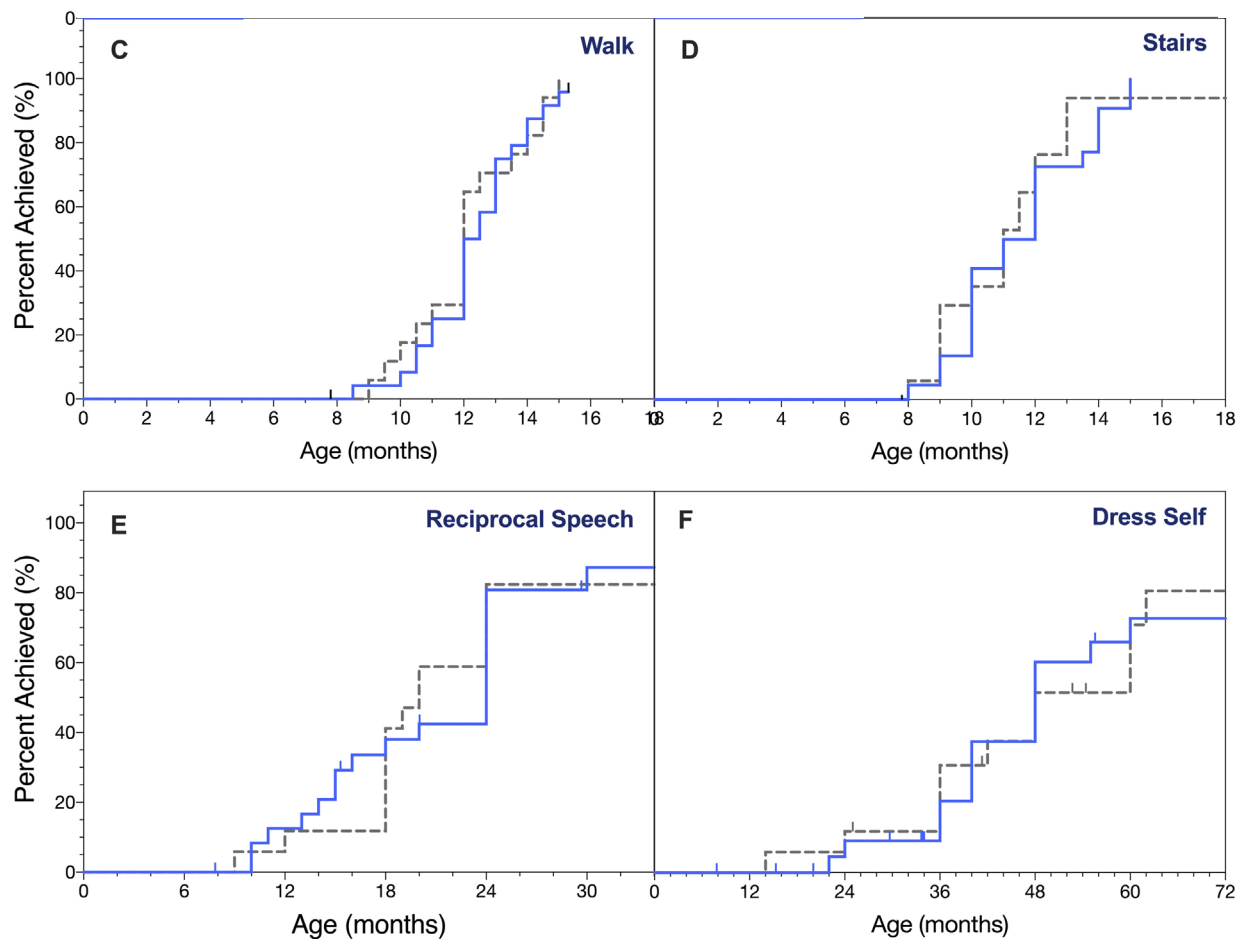 0
C Walk D Stairs
Percent Achieved (%)
100
80
60
40
20
0
0 2 4 6 8 10 12 14 16 2 4 6 8 10 12 14 16 18
Age (months) Age (months)
E Reciprocal Speech F Dress Self
Percent Achieved (%)
100
80
60
40
20
0
0 6 12 18 24 30 0 12 24 36 48 60 72
Age (months) Age (months)